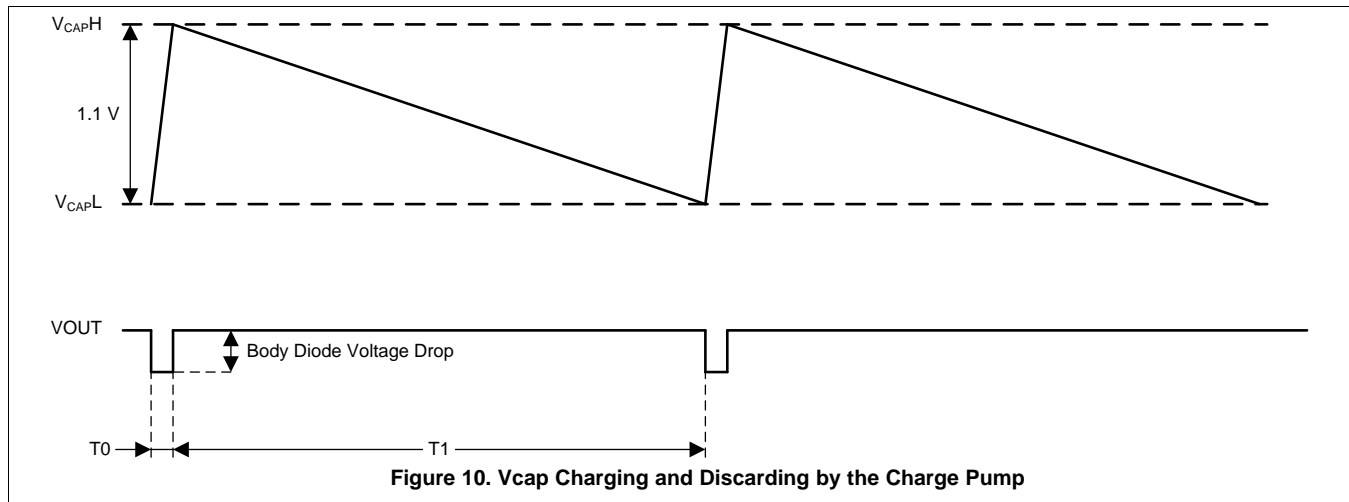 VCAPH
1.1 V
VCAPL
VOUT
Body Diode Voltage Drop
T0
T1
Figure 10. Vcap Charging and Discarding by the Charge Pump